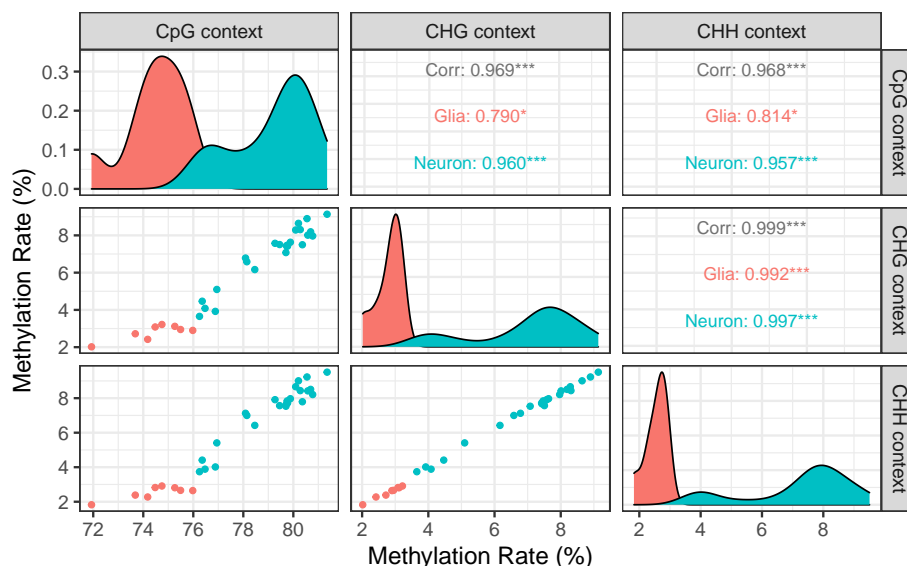 CpG context CHG context CHH context
0.3
0.2
0.1
0.0
Corr: 0.969***
Glia: 0.790*
Neuron: 0.960***
Corr: 0.968***
Glia: 0.814*
Neuron: 0.957***
CpG context
8
6
4
2
Corr: 0.999***
Glia: 0.992***
Neuron: 0.997***
CHG context
8
6
4
2
CHH context
72 74 76 78 80 2 4 6 8 2 4 6 8
Methylation Rate (%)
Methylation Rate (%)